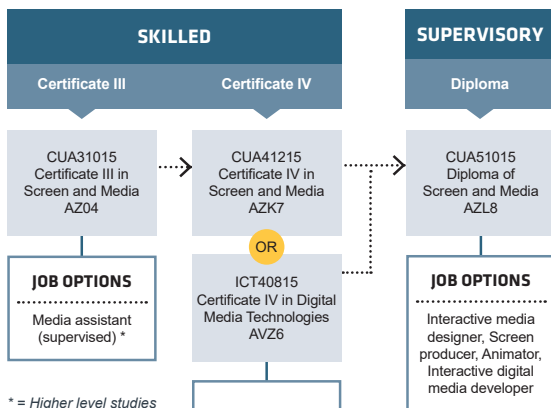 SKILLED
SUPERVISORY
Certificate III
Certificate IV
Diploma
CUA31015
Certificate III in
Screen and Media
AZ04
CUA41215
Certificate IV in
Screen and Media
AZK7
CUA51015
Diploma of
Screen and Media
AZL8
OR
ICT40815
Certificate IV in Digital
Media Technologies
AVZ6
JOB OPTIONS
Media assistant
(supervised) *
JOB OPTIONS
Interactive media
designer, Screen
producer, Animator,
Interactive digital
media developer
* = Higher level studies